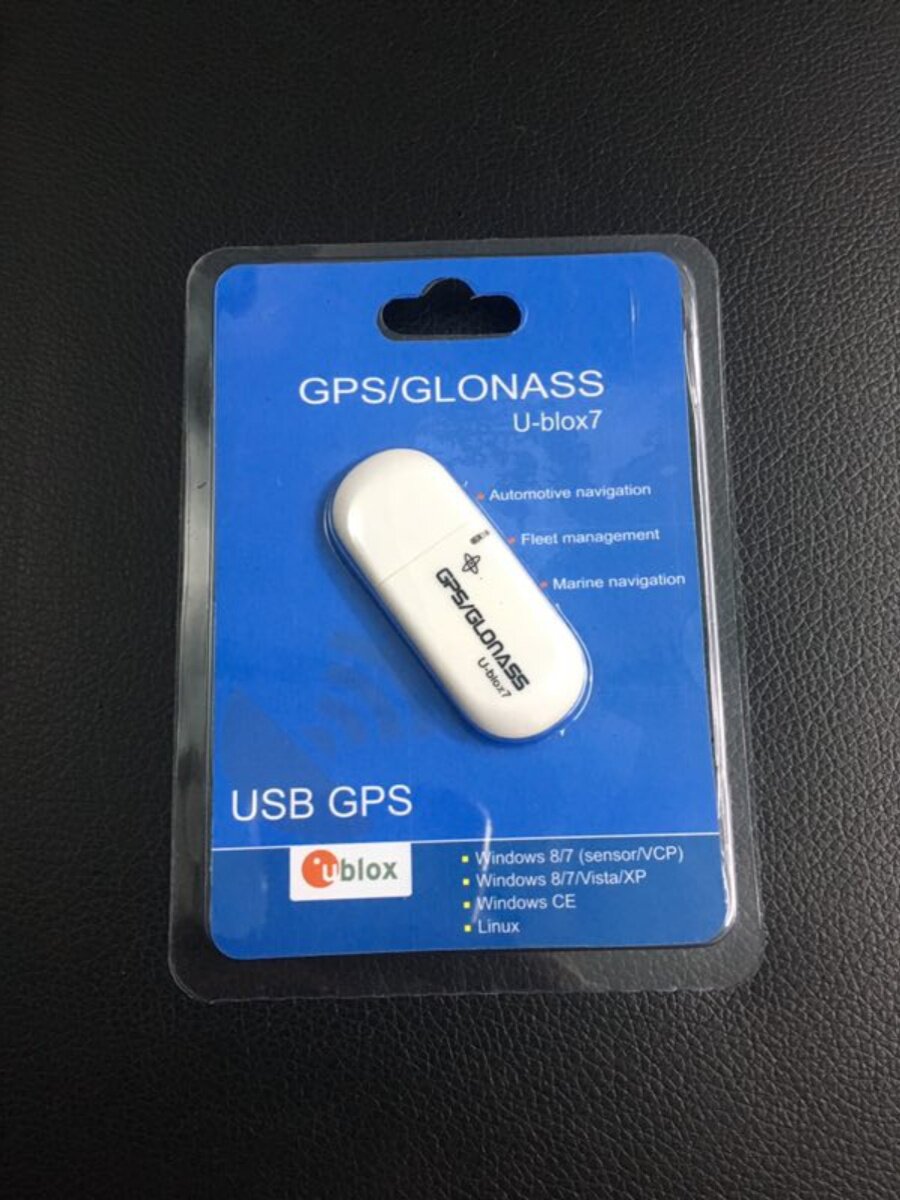 GPS/GLONASS
U-blox7
Automotive navigation
Fleet management
Marine navigation
GPS/GLONASS
U-blox7
USB GPS
ublox
Windows 8/7 (sensor/VCP)
Windows 8/7/Vista/XP
Windows CE
Linux